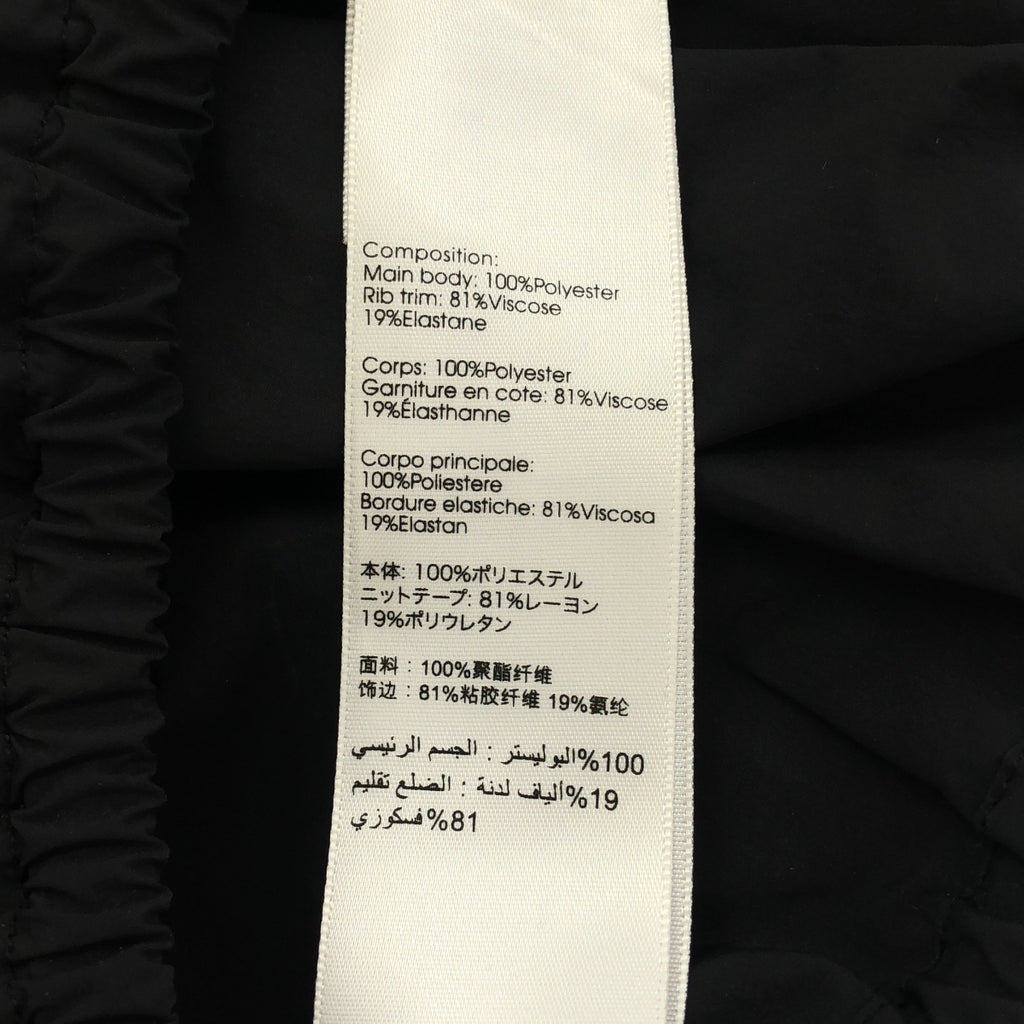 Composition:
Main body: 100%Polyester
Rib trim: 81%Viscose
19%Elastane
Corps: 100%Polyester
Garniture en cote: 81%Viscose
19%Élasthanne
Corpo principale:
100%Poliestere
Bordure elastiche: 81%Viscosa
19%Elastan
本体: 100%ポリエステル
ニットテープ: 81%レーヨン
19%ポリウレタン
面料：100%聚酯纤维
饰边：81%粘胶纤维 19%氨纶
الجسم الرئيسي : البوليستر%100
الضلع تقليم : ألياف لدنة%19
فسكوزي%81